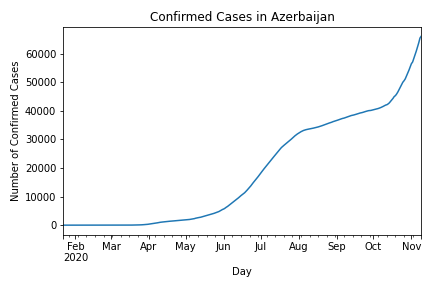 Confirmed Cases in Azerbaijan
Number of Confirmed Cases
60000
50000
40000
30000
20000
10000
0
Feb Mar Apr May Jun Jul Aug Sep Oct Nov
2020
Day